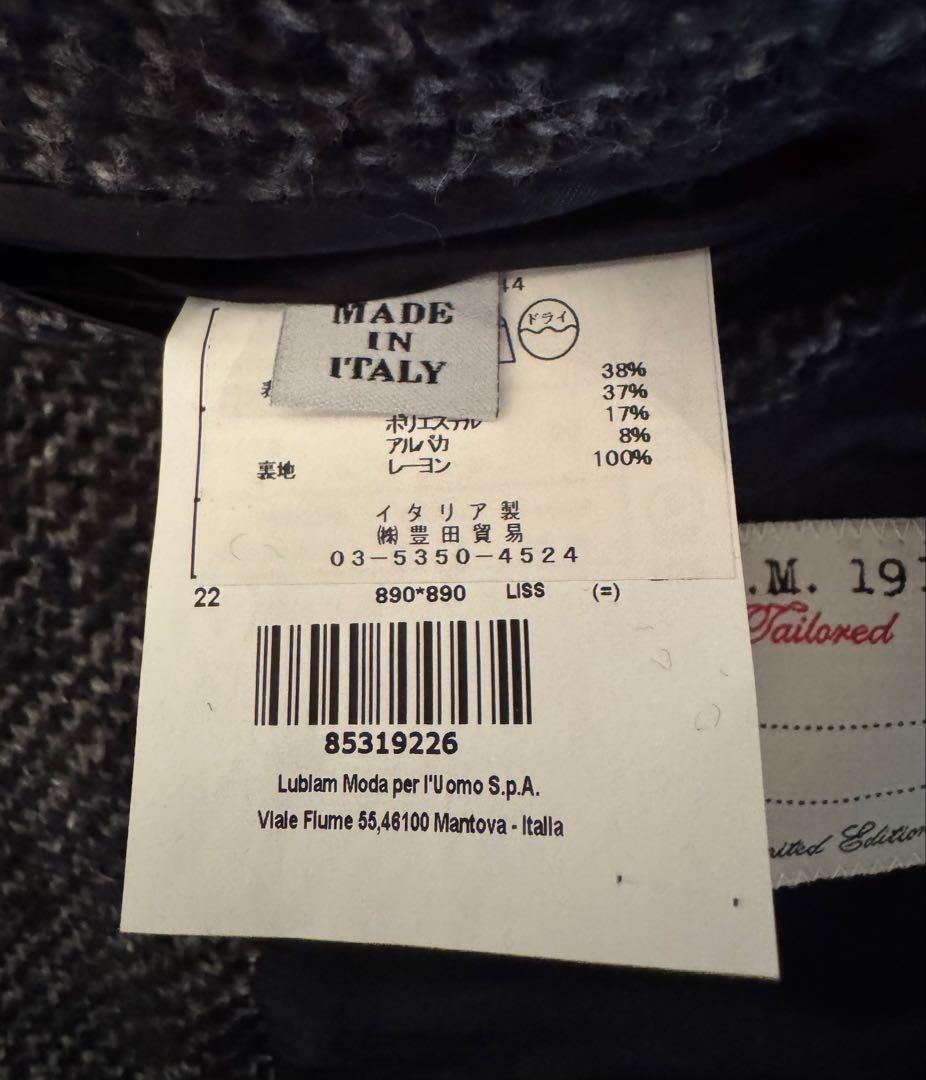 44
MADE
IN
ITALY
ドライ
38%
37%
ポリエステル 17%
アルパカ 8%
裏地 レーヨン 100%
イタリア製
㈱豊田貿易
03-5350-4524
22 890*890 LISS (=)
85319226
Lubiam Moda per l'Uomo S.p.A.
Viale Fiume 55,46100 Mantova - Italia
.M. 19
Tailored
Edition